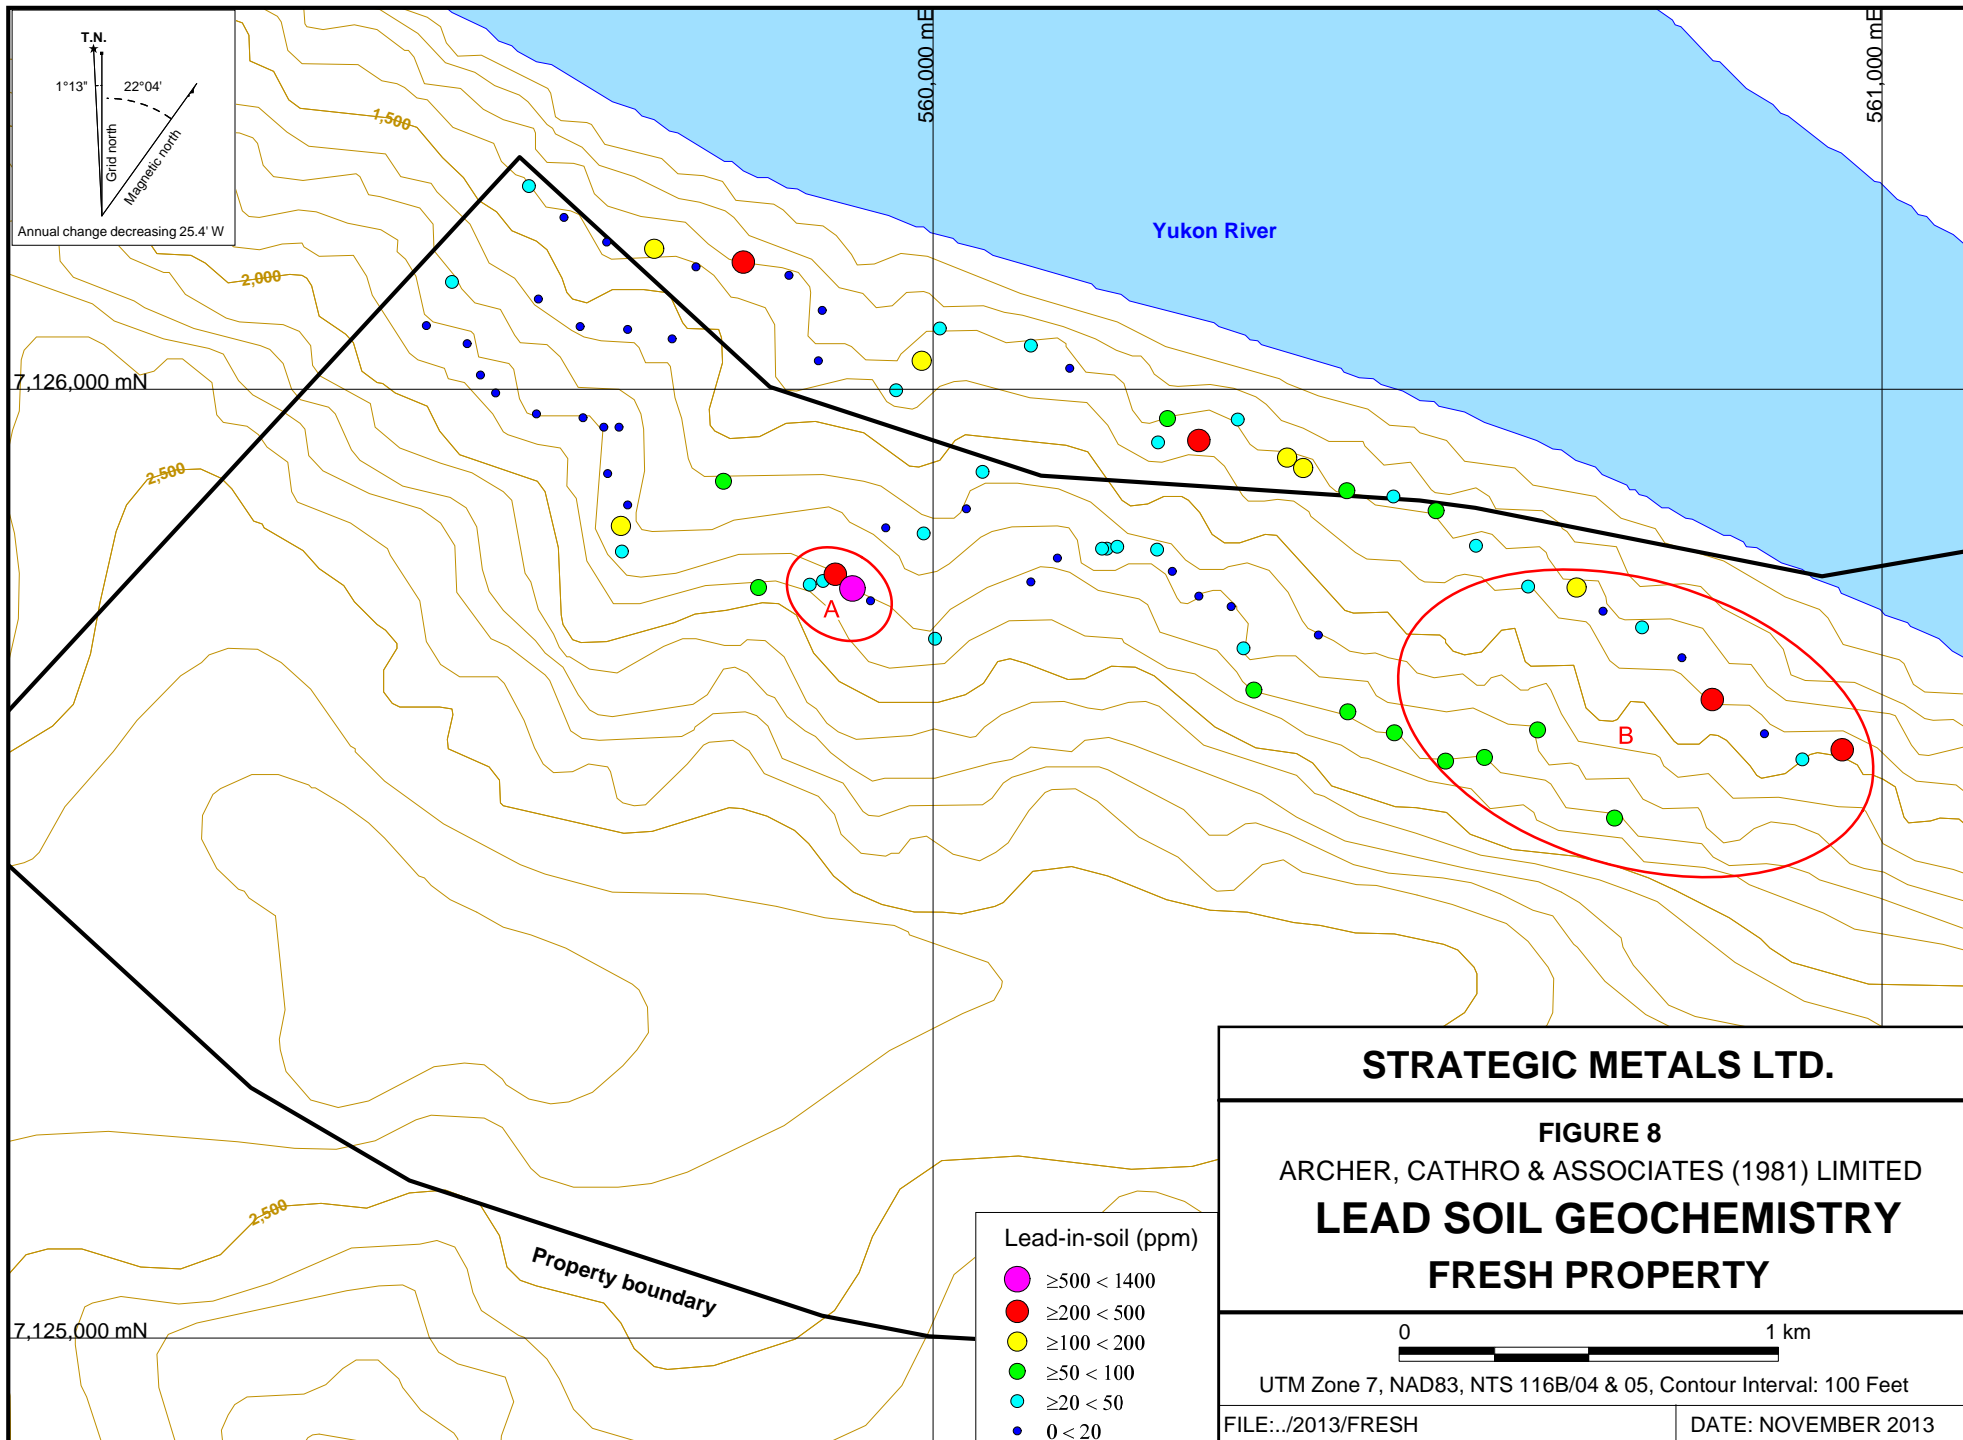 T.N.
1°13" 22°04'
Grid north
Magnetic north
Annual change decreasing 25.4' W
560,000 mE
561,000 mE
1,500
Yukon River
2,000
7,126,000 mN
2,500
A
B
2,500
Property boundary
7,125,000 mN
Lead-in-soil (ppm)
≥500 < 1400
≥200 < 500
≥100 < 200
≥50 < 100
≥20 < 50
0 < 20
STRATEGIC METALS LTD.
FIGURE 8
ARCHER, CATHRO & ASSOCIATES (1981) LIMITED
LEAD SOIL GEOCHEMISTRY
FRESH PROPERTY
0 1 km
UTM Zone 7, NAD83, NTS 116B/04 & 05, Contour Interval: 100 Feet
FILE:../2013/FRESH DATE: NOVEMBER 2013